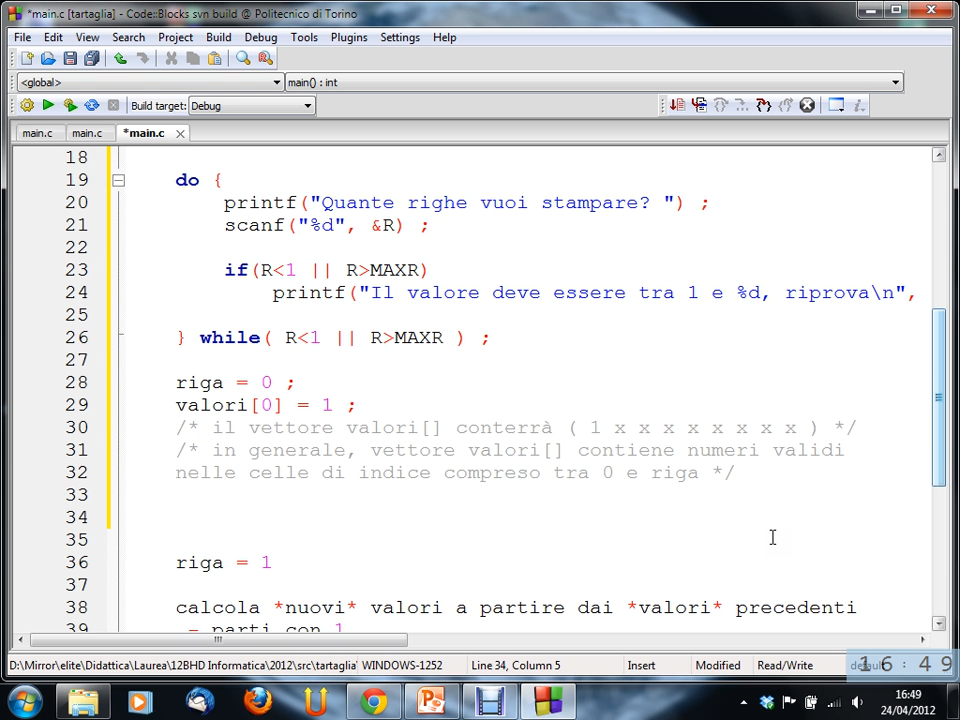 *main.c [tartaglia] - Code::Blocks svn build @ Politecnico di Torino
File Edit View Search Project Build Debug Tools Plugins Settings Help
<global> main() : int
Build target: Debug
main.c main.c *main.c
18
19 do {
20 printf("Quante righe vuoi stampare? ") ;
21 scanf("%d", &R) ;
22
23 if(R<1 || R>MAXR)
24 printf("Il valore deve essere tra 1 e %d, riprova\n",
25
26 } while( R<1 || R>MAXR ) ;
27
28 riga = 0 ;
29 valori[0] = 1 ;
30 /* il vettore valori[] conterrà ( 1 x x x x x x x x ) */
31 /* in generale, vettore valori[] contiene numeri validi
32 nelle celle di indice compreso tra 0 e riga */
33
34
35
36 riga = 1
37
38 calcola *nuovi* valori a partire dai *valori* precedenti
39 - parti con 1
D:\Mirror\elite\Didattica\Laurea\12BHD Informatica\2012\src\tartaglia WINDOWS-1252 Line 34, Column 5 Insert Modified Read/Write default
16:49
16:49
24/04/2012